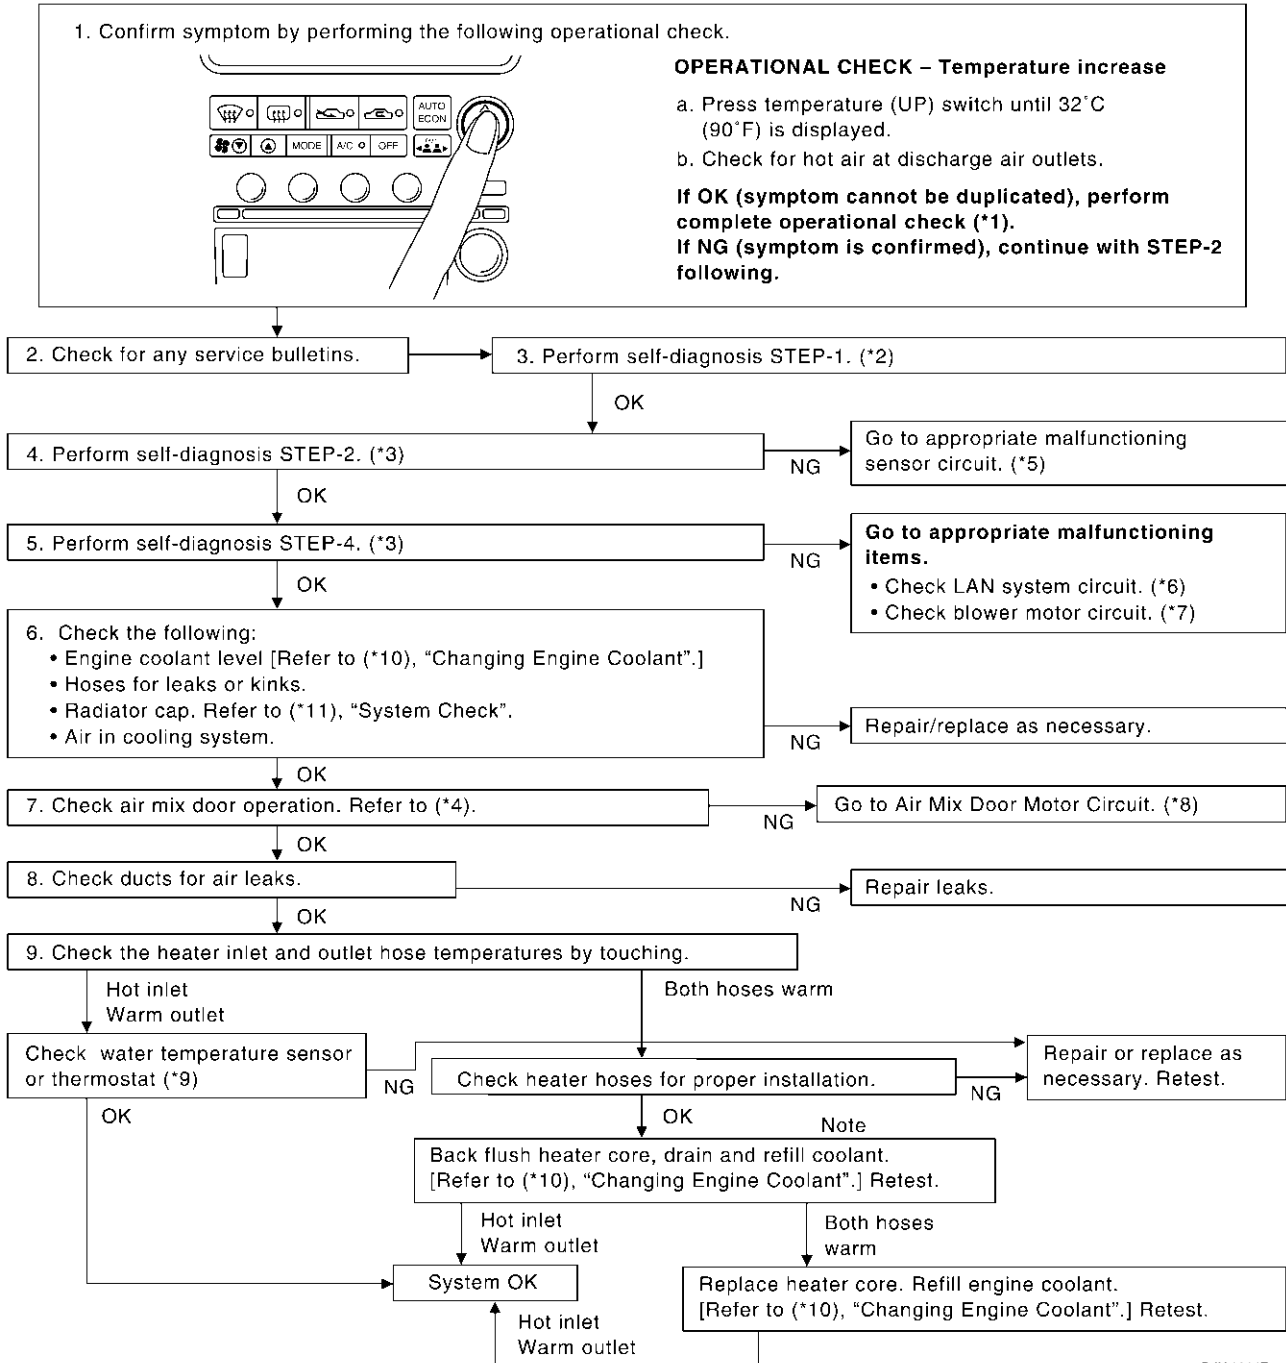 1. Confirm symptom by performing the following operational check.
AUTO
ECON
MODE
A/C
OFF
OPERATIONAL CHECK – Temperature increase
a. Press temperature (UP) switch until 32°C
(90°F) is displayed.
b. Check for hot air at discharge air outlets.
If OK (symptom cannot be duplicated), perform
complete operational check (*1).
If NG (symptom is confirmed), continue with STEP-2
following.
2. Check for any service bulletins.
3. Perform self-diagnosis STEP-1. (*2)
OK
4. Perform self-diagnosis STEP-2. (*3)
NG
Go to appropriate malfunctioning
sensor circuit. (*5)
OK
5. Perform self-diagnosis STEP-4. (*3)
NG
Go to appropriate malfunctioning
items.
• Check LAN system circuit. (*6)
• Check blower motor circuit. (*7)
OK
6. Check the following:
• Engine coolant level [Refer to (*10), “Changing Engine Coolant”.]
• Hoses for leaks or kinks.
• Radiator cap. Refer to (*11), “System Check”.
• Air in cooling system.
NG
Repair/replace as necessary.
OK
7. Check air mix door operation. Refer to (*4).
NG
Go to Air Mix Door Motor Circuit. (*8)
OK
8. Check ducts for air leaks.
NG
Repair leaks.
OK
9. Check the heater inlet and outlet hose temperatures by touching.
Hot inlet
Warm outlet
Both hoses warm
Check water temperature sensor
or thermostat (*9)
NG
Check heater hoses for proper installation.
NG
Repair or replace as
necessary. Retest.
OK
OK
Note
Back flush heater core, drain and refill coolant.
[Refer to (*10), “Changing Engine Coolant”.] Retest.
Hot inlet
Warm outlet
Both hoses
warm
System OK
Replace heater core. Refill engine coolant.
[Refer to (*10), “Changing Engine Coolant”.] Retest.
Hot inlet
Warm outlet